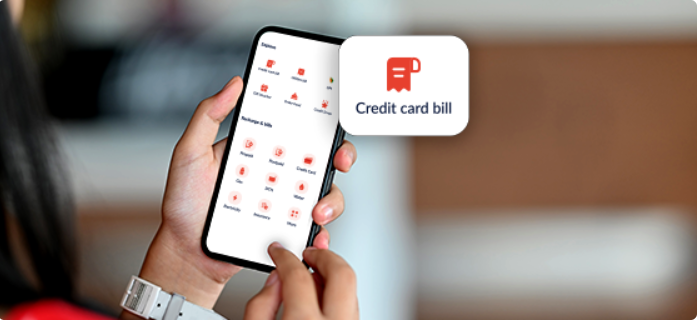 Explore
Credit card bill
Recharge & Bills
Prepaid
Postpaid
Credit Card
Gas
DTH
Water
Electricity
Insurance
More